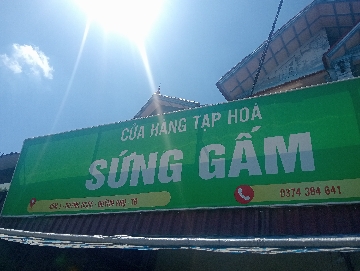 CỬA HÀNG TẠP HOÁ
SỨNG GẤM
0374 384 641